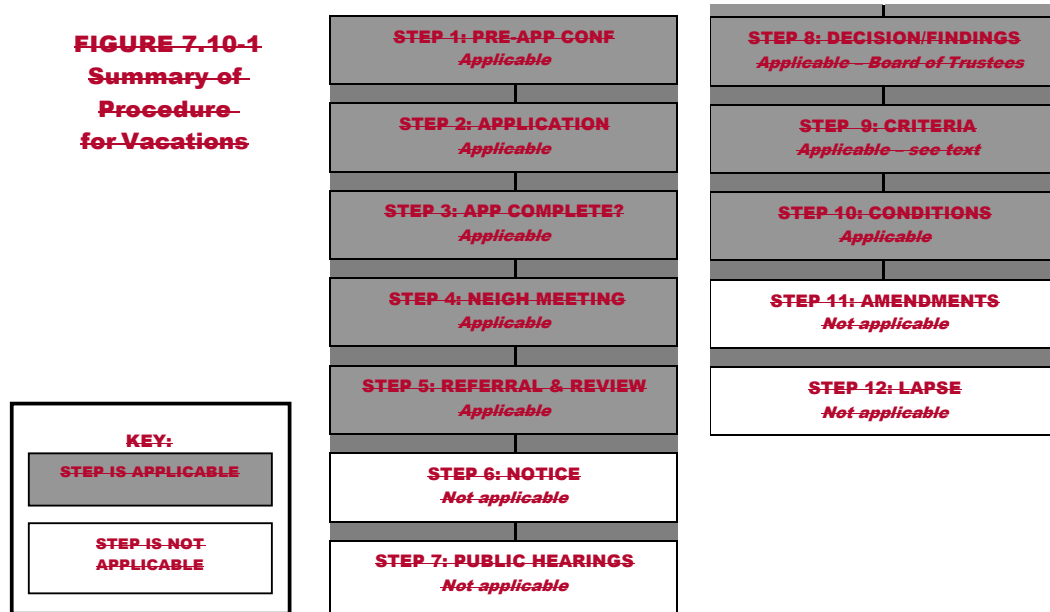 FIGURE 7.10-1
Summary of
Procedure
for Vacations
STEP 1: PRE-APP CONF
Applicable
STEP 2: APPLICATION
Applicable
STEP 3: APP COMPLETE?
Applicable
STEP 4: NEIGH MEETING
Applicable
STEP 5: REFERRAL & REVIEW
Applicable
STEP 6: NOTICE
Not applicable
STEP 7: PUBLIC HEARINGS
Not applicable
STEP 8: DECISION/FINDINGS
Applicable – Board of Trustees
STEP 9: CRITERIA
Applicable – see text
STEP 10: CONDITIONS
Applicable
STEP 11: AMENDMENTS
Not applicable
STEP 12: LAPSE
Not applicable
KEY:
STEP IS APPLICABLE
STEP IS NOT
APPLICABLE